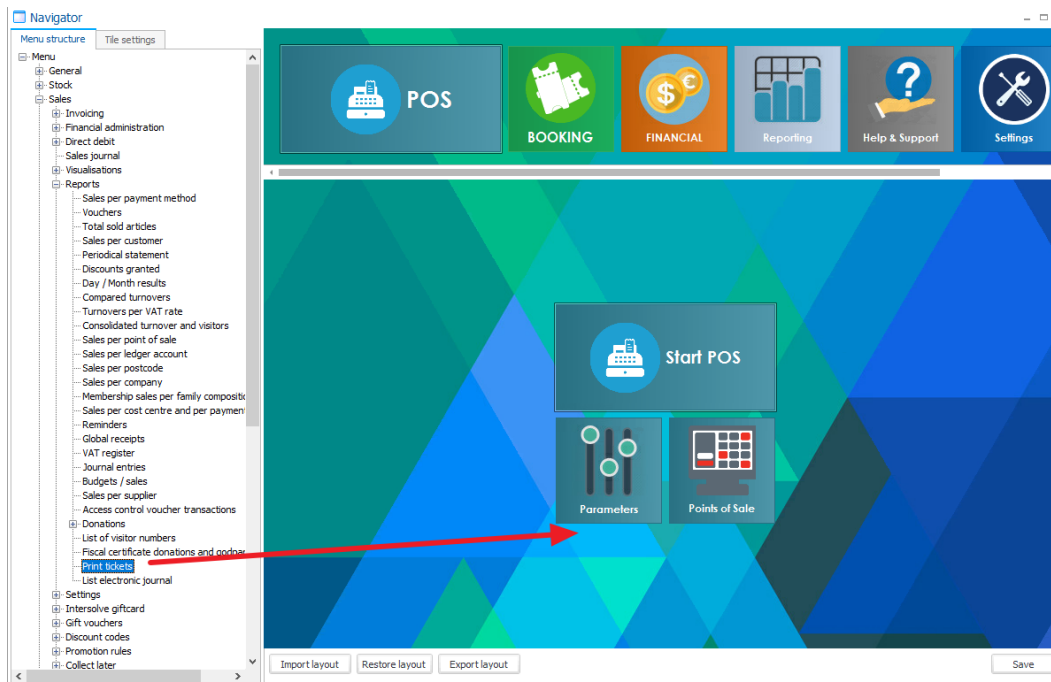 Navigator
Menu structure
Tile settings
Menu
General
Stock
Sales
Invoicing
Financial administration
Direct debit
Sales journal
Visualisations
Reports
Sales per payment method
Vouchers
Total sold articles
Sales per customer
Periodical statement
Discounts granted
Day / Month results
Compared turnovers
Turnovers per VAT rate
Consolidated turnover and visitors
Sales per point of sale
Sales per ledger account
Sales per postcode
Sales per company
Membership sales per family compositi
Sales per cost centre and per paymen
Reminders
Global receipts
VAT register
Journal entries
Budgets / sales
Sales per supplier
Access control voucher transactions
Donations
List of visitor numbers
Fiscal certificate donations and godpar
Print tickets
List electronic journal
Settings
Intersolve giftcard
Gift vouchers
Discount codes
Promotion rules
Collect later
POS
BOOKING
FINANCIAL
Reporting
Help & Support
Settings
Start POS
Parameters
Points of Sale
Import layout
Restore layout
Export layout
Save